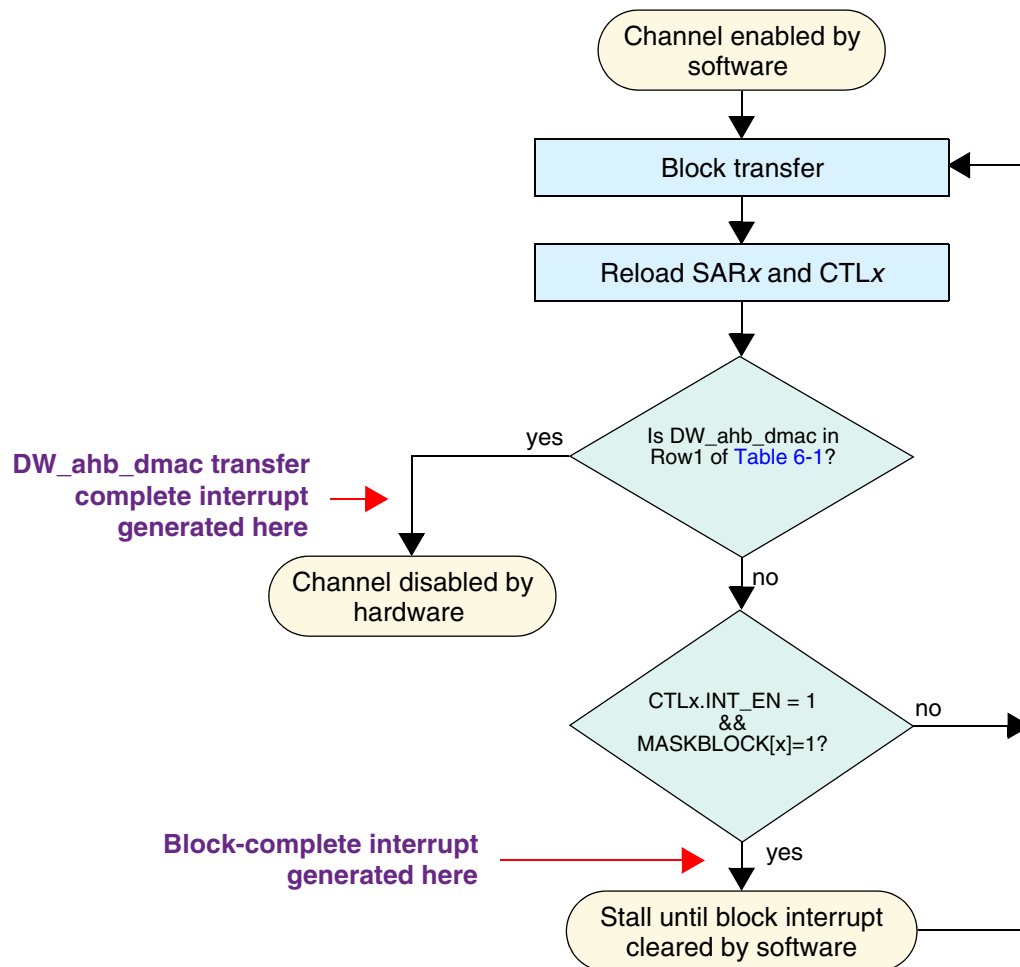 Channel enabled by
software
Block transfer
Reload SARx and CTLx
Is DW_ahb_dmac in
Row1 of Table 6-1?
yes
DW_ahb_dmac transfer
complete interrupt
generated here
Channel disabled by
hardware
no
CTLx.INT_EN = 1
&&
MASKBLOCK[x]=1?
no
Block-complete interrupt
generated here
yes
Stall until block interrupt
cleared by software